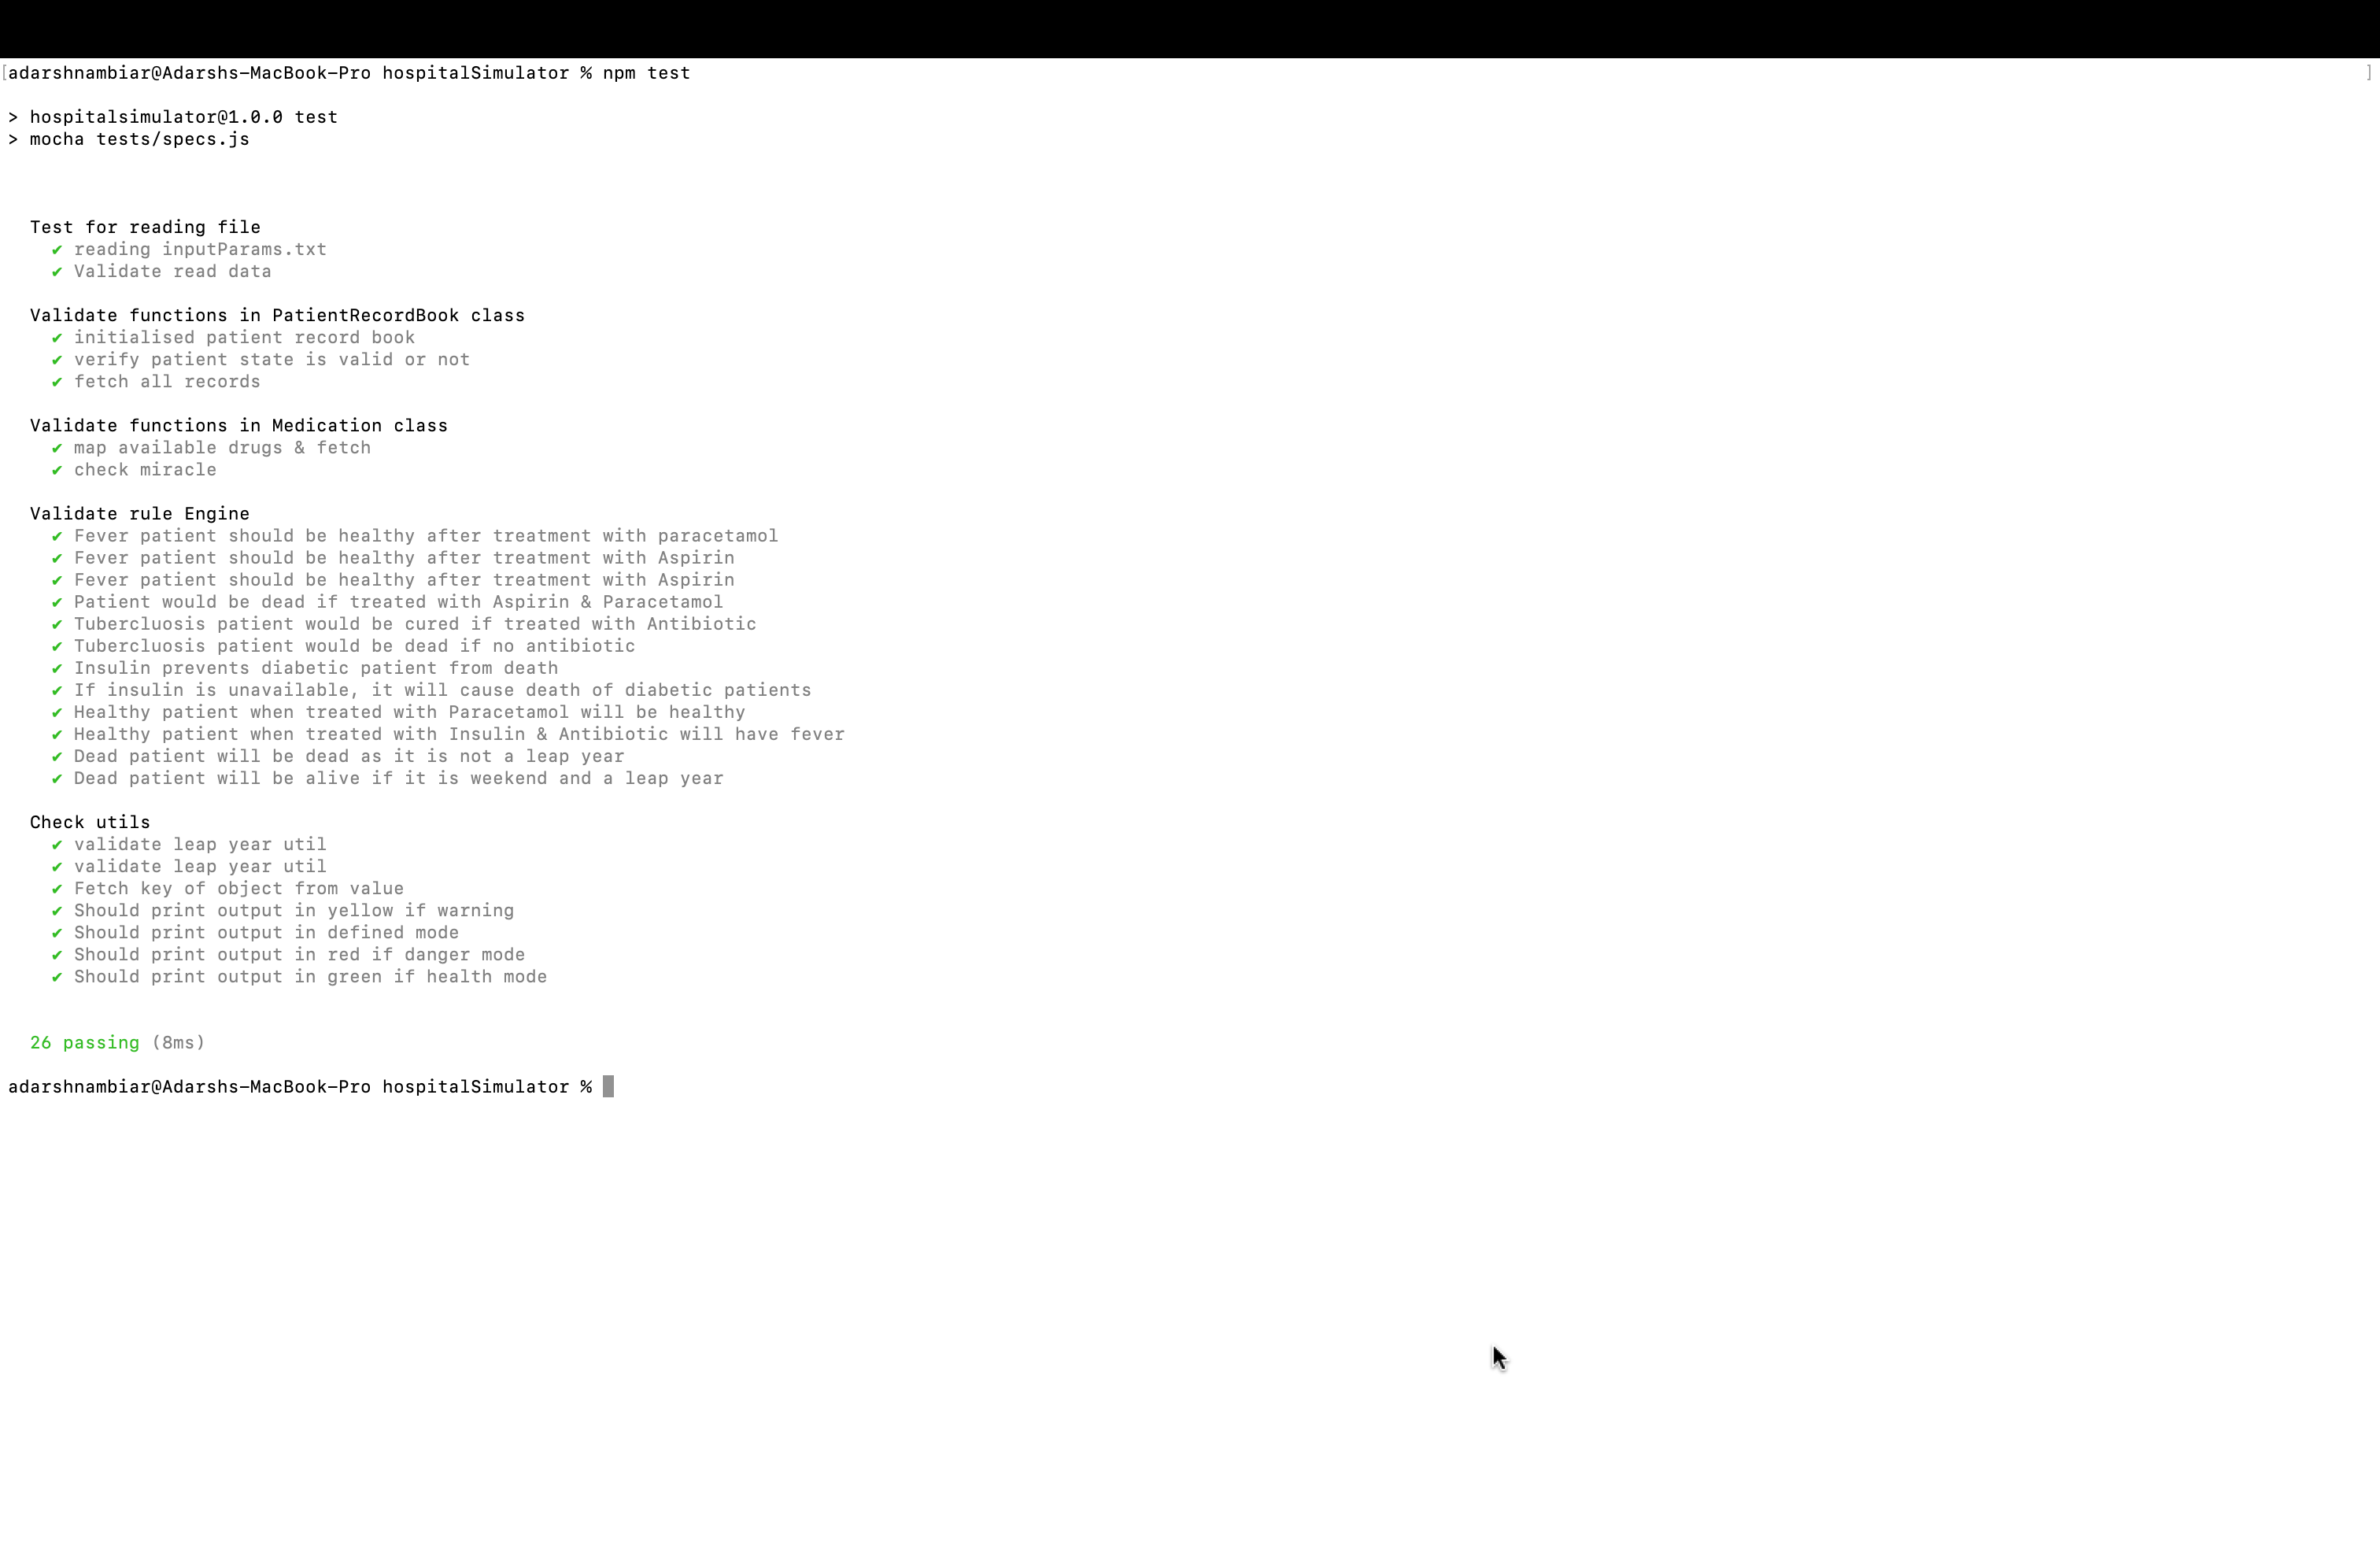 [adarshnambiar@Adarshs-MacBook-Pro hospitalSimulator % npm test ]
> hospitalsimulator@1.0.0 test
> mocha tests/specs.js
Test for reading file
✔ reading inputParams.txt
✔ Validate read data
Validate functions in PatientRecordBook class
✔ initialised patient record book
✔ verify patient state is valid or not
✔ fetch all records
Validate functions in Medication class
✔ map available drugs & fetch
✔ check miracle
Validate rule Engine
✔ Fever patient should be healthy after treatment with paracetamol
✔ Fever patient should be healthy after treatment with Aspirin
✔ Fever patient should be healthy after treatment with Aspirin
✔ Patient would be dead if treated with Aspirin & Paracetamol
✔ Tubercluosis patient would be cured if treated with Antibiotic
✔ Tubercluosis patient would be dead if no antibiotic
✔ Insulin prevents diabetic patient from death
✔ If insulin is unavailable, it will cause death of diabetic patients
✔ Healthy patient when treated with Paracetamol will be healthy
✔ Healthy patient when treated with Insulin & Antibiotic will have fever
✔ Dead patient will be dead as it is not a leap year
✔ Dead patient will be alive if it is weekend and a leap year
Check utils
✔ validate leap year util
✔ validate leap year util
✔ Fetch key of object from value
✔ Should print output in yellow if warning
✔ Should print output in defined mode
✔ Should print output in red if danger mode
✔ Should print output in green if health mode
26 passing (8ms)
adarshnambiar@Adarshs-MacBook-Pro hospitalSimulator %